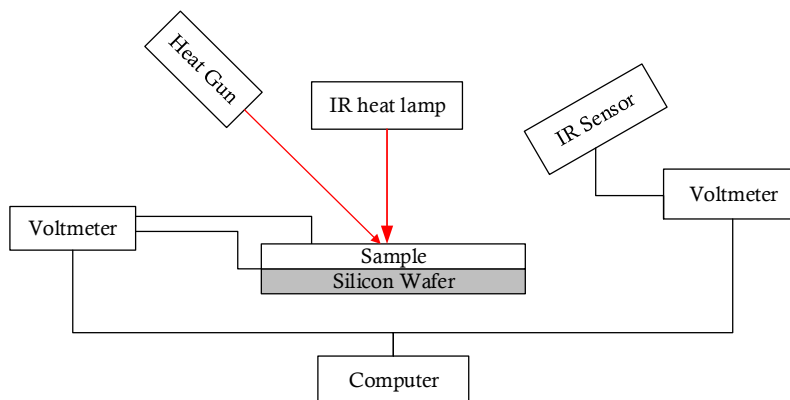 Heat Gun
IR heat lamp
IR Sensor
Voltmeter
Voltmeter
Sample
Silicon Wafer
Computer